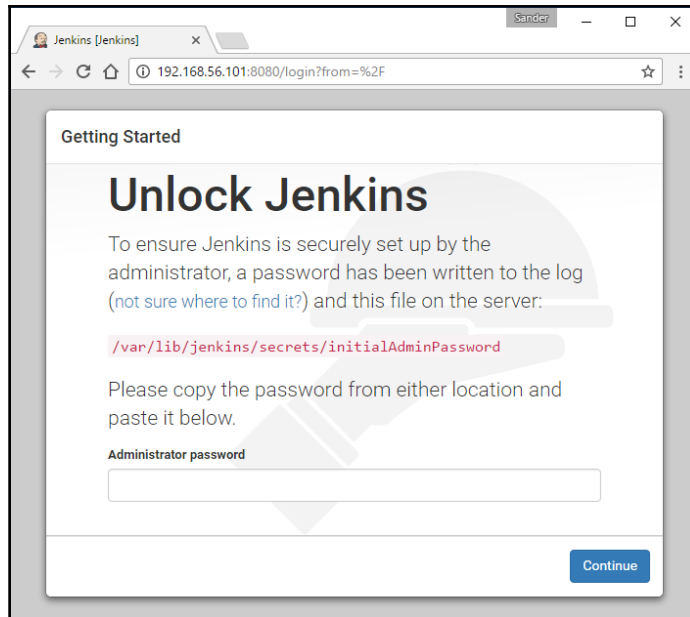 Sander
Jenkins [Jenkins]
192.168.56.101:8080/login?from=%2F
Getting Started
Unlock Jenkins
To ensure Jenkins is securely set up by the
administrator, a password has been written to the log
(not sure where to find it?) and this file on the server:
/var/lib/jenkins/secrets/initialAdminPassword
Please copy the password from either location and
paste it below.
Administrator password
Continue